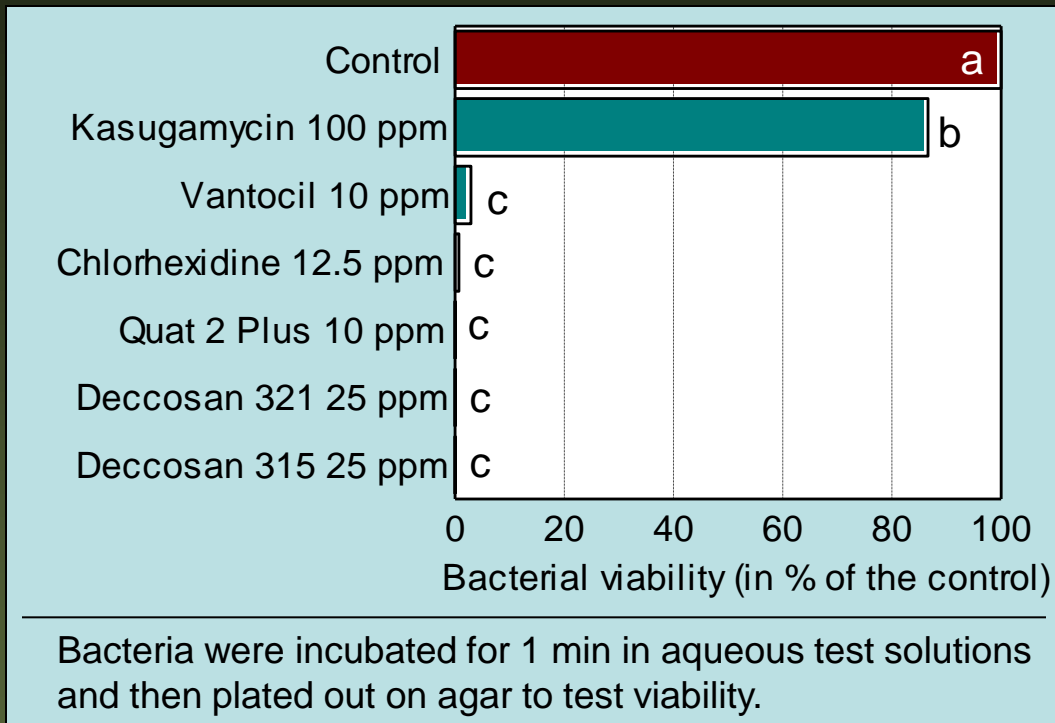 Control
a
Kasugamycin 100 ppm
b
Vantocil 10 ppm
c
Chlorhexidine 12.5 ppm
c
Quat 2 Plus 10 ppm
c
Deccosan 321 25 ppm
c
Deccosan 315 25 ppm
c
0 20 40 60 80 100
Bacterial viability (in % of the control)
Bacteria were incubated for 1 min in aqueous test solutions
and then plated out on agar to test viability.